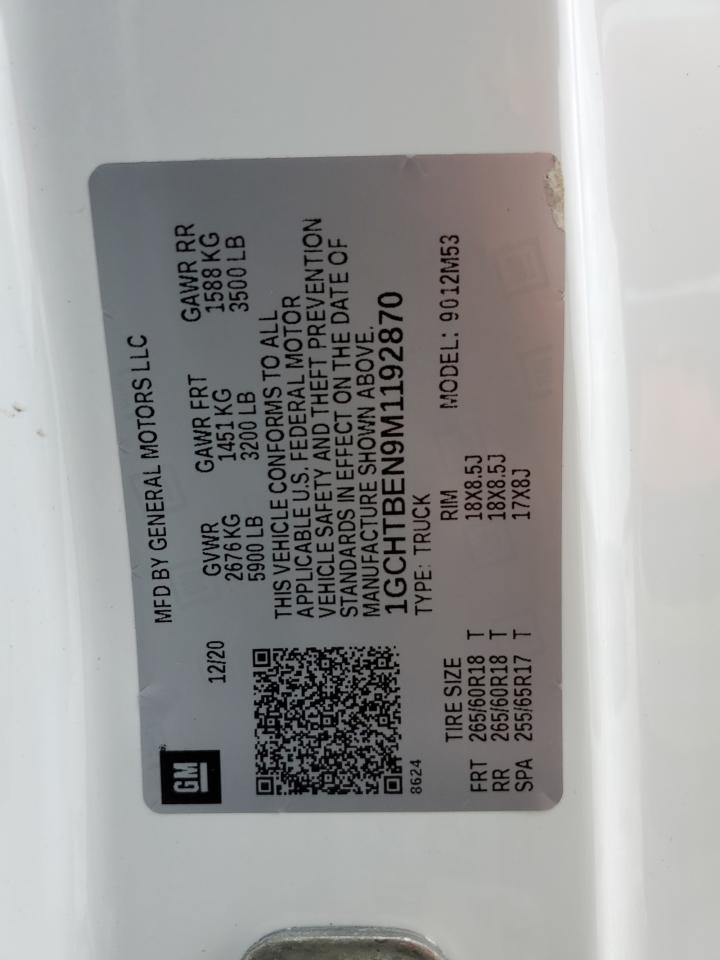 GM
MFD BY GENERAL MOTORS LLC
12/20
GVWR GAWR FRT GAWR RR
2676 KG 1451 KG 1588 KG
5900 LB 3200 LB 3500 LB
THIS VEHICLE CONFORMS TO ALL
APPLICABLE U.S. FEDERAL MOTOR
VEHICLE SAFETY AND THEFT PREVENTION
STANDARDS IN EFFECT ON THE DATE OF
MANUFACTURE SHOWN ABOVE.
1GCHTBEN9M1192870
8624
TYPE: TRUCK
MODEL: 9012M53
TIRE SIZE RIM
FRT 265/60R18 T 18X8.5J
RR 265/60R18 T 18X8.5J
SPA 255/65R17 T 17X8J